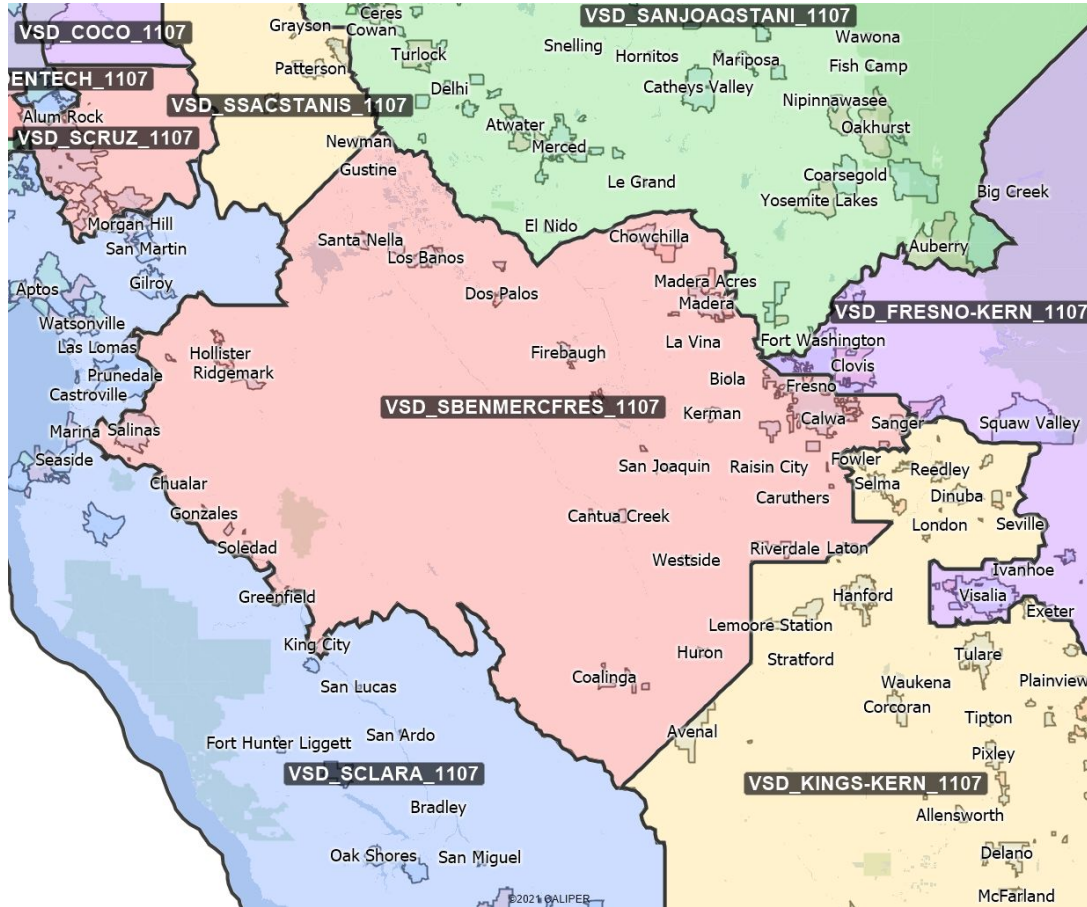 Ceres
VSD_SANJOAQSTANI_1107
Grayson
Cowan
VSD_COCO_1107
Turlock
Snelling
Hornitos
Wawona
Mariposa
Fish Camp
Patterson
DENTECH_1107
Delhi
Catheys Valley
VSD_SSACSTANIS_1107
Nipinnawasee
Alum Rock
Atwater
Oakhurst
VSD_SCRUZ_1107
Newman
Merced
Gustine
Le Grand
Coarsegold
Big Creek
Yosemite Lakes
Morgan Hill
El Nido
Chowchilla
Santa Nella
San Martin
Los Banos
Auberry
Gilroy
Madera Acres
Aptos
Dos Palos
Madera
VSD_FRESNO-KERN_1107
Watsonville
La Vina
Fort Washington
Las Lomas
Hollister
Firebaugh
Clovis
Ridgemark
Prunedale
Biola
Fresno
Castroville
VSD_SBENMERCFRES_1107
Kerman
Calwa
Sanger
Squaw Valley
Marina
Salinas
Seaside
San Joaquin
Raisin City
Fowler
Reedley
Chualar
Selma
Caruthers
Dinuba
Gonzales
Cantua Creek
London
Seville
Soledad
Westside
Riverdale
Laton
Ivanhoe
Greenfield
Hanford
Visalia
Exeter
Lemoore Station
King City
Huron
Stratford
Tulare
Coalinga
San Lucas
Waukena
Plainview
Corcoran
Tipton
Avenal
San Ardo
Fort Hunter Liggett
Pixley
VSD_SCLARA_1107
VSD_KINGS-KERN_1107
Bradley
Allensworth
Oak Shores
San Miguel
Delano
McFarland
©2021 CALIPER